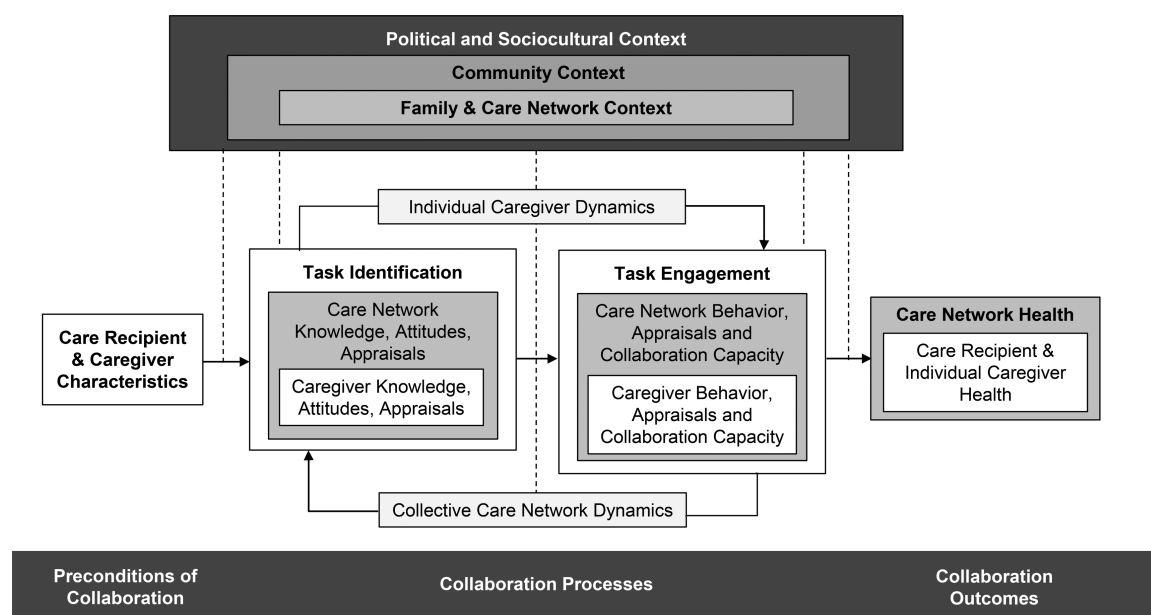 Political and Sociocultural Context
Community Context
Family & Care Network Context
Individual Caregiver Dynamics
Task Identification
Care Network
Knowledge, Attitudes,
Appraisals
Caregiver Knowledge,
Attitudes, Appraisals
Task Engagement
Care Network Behavior,
Appraisals and
Collaboration Capacity
Caregiver Behavior,
Appraisals and
Collaboration Capacity
Care Recipient
& Caregiver
Characteristics
Care Network Health
Care Recipient &
Individual Caregiver
Health
Collective Care Network Dynamics
Preconditions of
Collaboration
Collaboration Processes
Collaboration
Outcomes